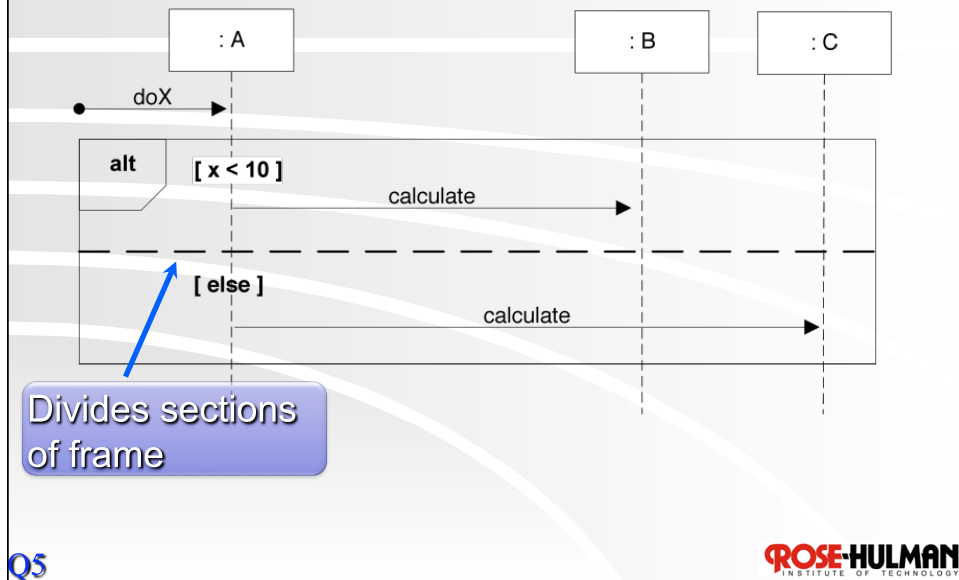 : A
: B
: C
doX
alt
[ x < 10 ]
calculate
[ else ]
calculate
Divides sections
of frame
Q5
ROSE-HULMAN
INSTITUTE OF TECHNOLOGY